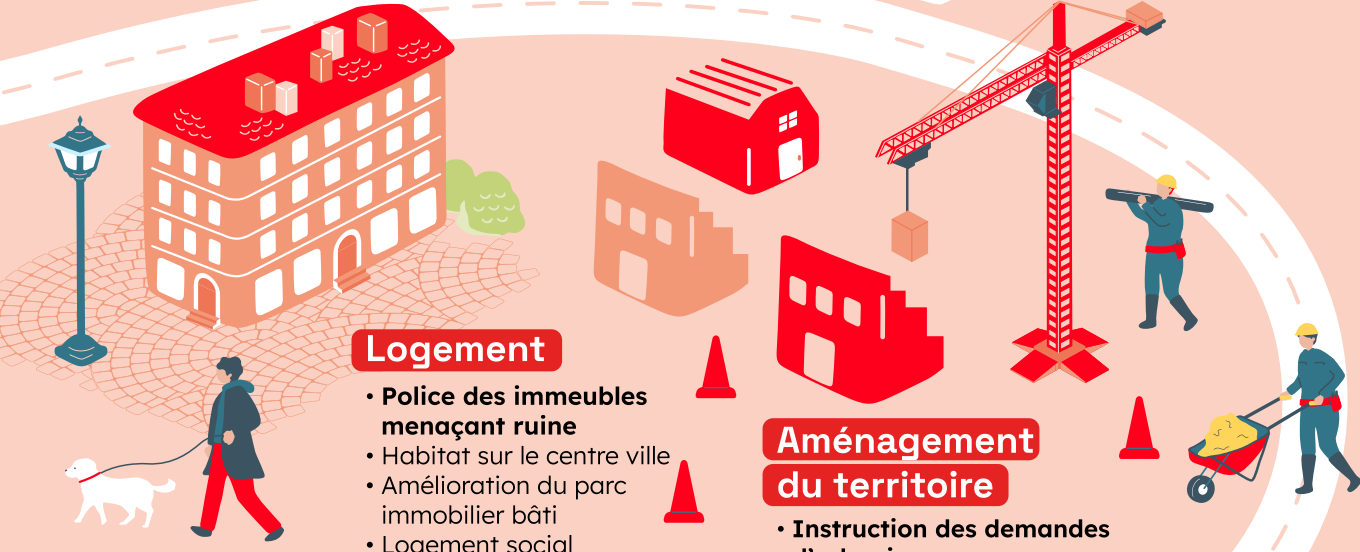 Logement
• Police des immeubles
menaçant ruine
• Habitat sur le centre ville
• Amélioration du parc
immobilier bâti
• Logement social
Aménagement
du territoire
• Instruction des demandes